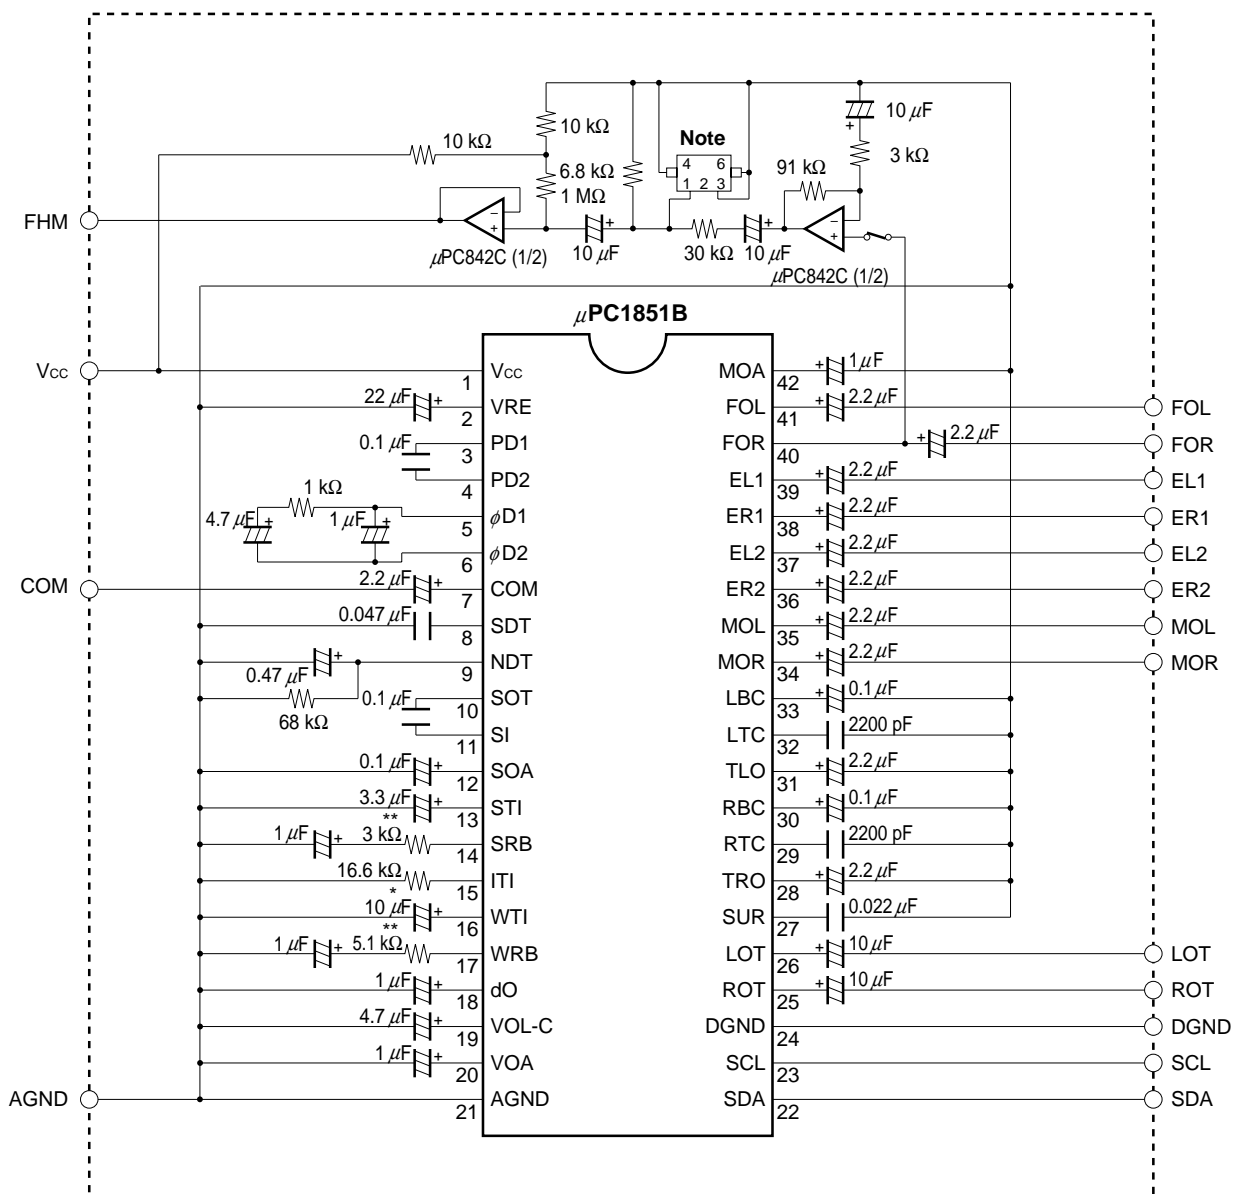 10 µF
10 kΩ
Note
10 kΩ
3 kΩ
4
6
6.8 kΩ
91 kΩ
1
2
3
1 MΩ
FHM
–
+
+
+
–
+
+
10 µF
30 kΩ
10 µF
µPC842C (1/2)
µPC842C (1/2)
µPC1851B
VCC
1
VCC
MOA
42
+
1 µF
22 µF
+
2
VRE
FOL
41
+
2.2 µF
FOL
0.1 µF
3
PD1
FOR
40
+
2.2 µF
FOR
4
PD2
EL1
39
+
2.2 µF
EL1
1 kΩ
4.7 µF
+
1 µF
+
5
φD1
ER1
38
+
2.2 µF
ER1
6
φD2
EL2
37
+
2.2 µF
EL2
COM
2.2 µF
+
7
COM
ER2
36
+
2.2 µF
ER2
0.047 µF
8
SDT
MOL
35
+
2.2 µF
MOL
+
0.47 µF
9
NDT
MOR
34
+
2.2 µF
MOR
68 kΩ
0.1 µF
10
SOT
LBC
33
+
0.1 µF
11
SI
LTC
32
2200 pF
0.1 µF
+
12
SOA
TLO
31
+
2.2 µF
3.3 µF
+
13
STI
RBC
30
+
0.1 µF
1 µF
+
**
3 kΩ
14
SRB
RTC
29
2200 pF
16.6 kΩ
15
ITI
TRO
28
+
2.2 µF
*
10 µF
+
16
WTI
SUR
27
0.022 µF
1 µF
+
**
5.1 kΩ
17
WRB
LOT
26
+
10 µF
LOT
1 µF
+
18
dO
ROT
25
+
10 µF
ROT
4.7 µF
+
19
VOL-C
DGND
24
DGND
1 µF
+
20
VOA
SCL
23
SCL
AGND
21
AGND
SDA
22
SDA